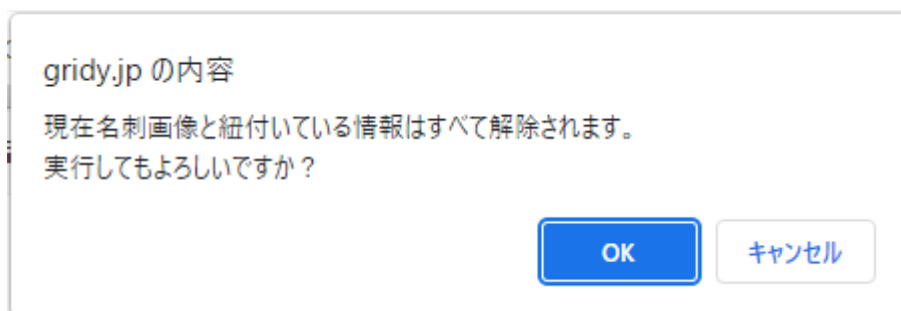 gridy.jp の内容
現在名刺画像と紐付いている情報はすべて解除されます。
実行してもよろしいですか？
OK
キャンセル